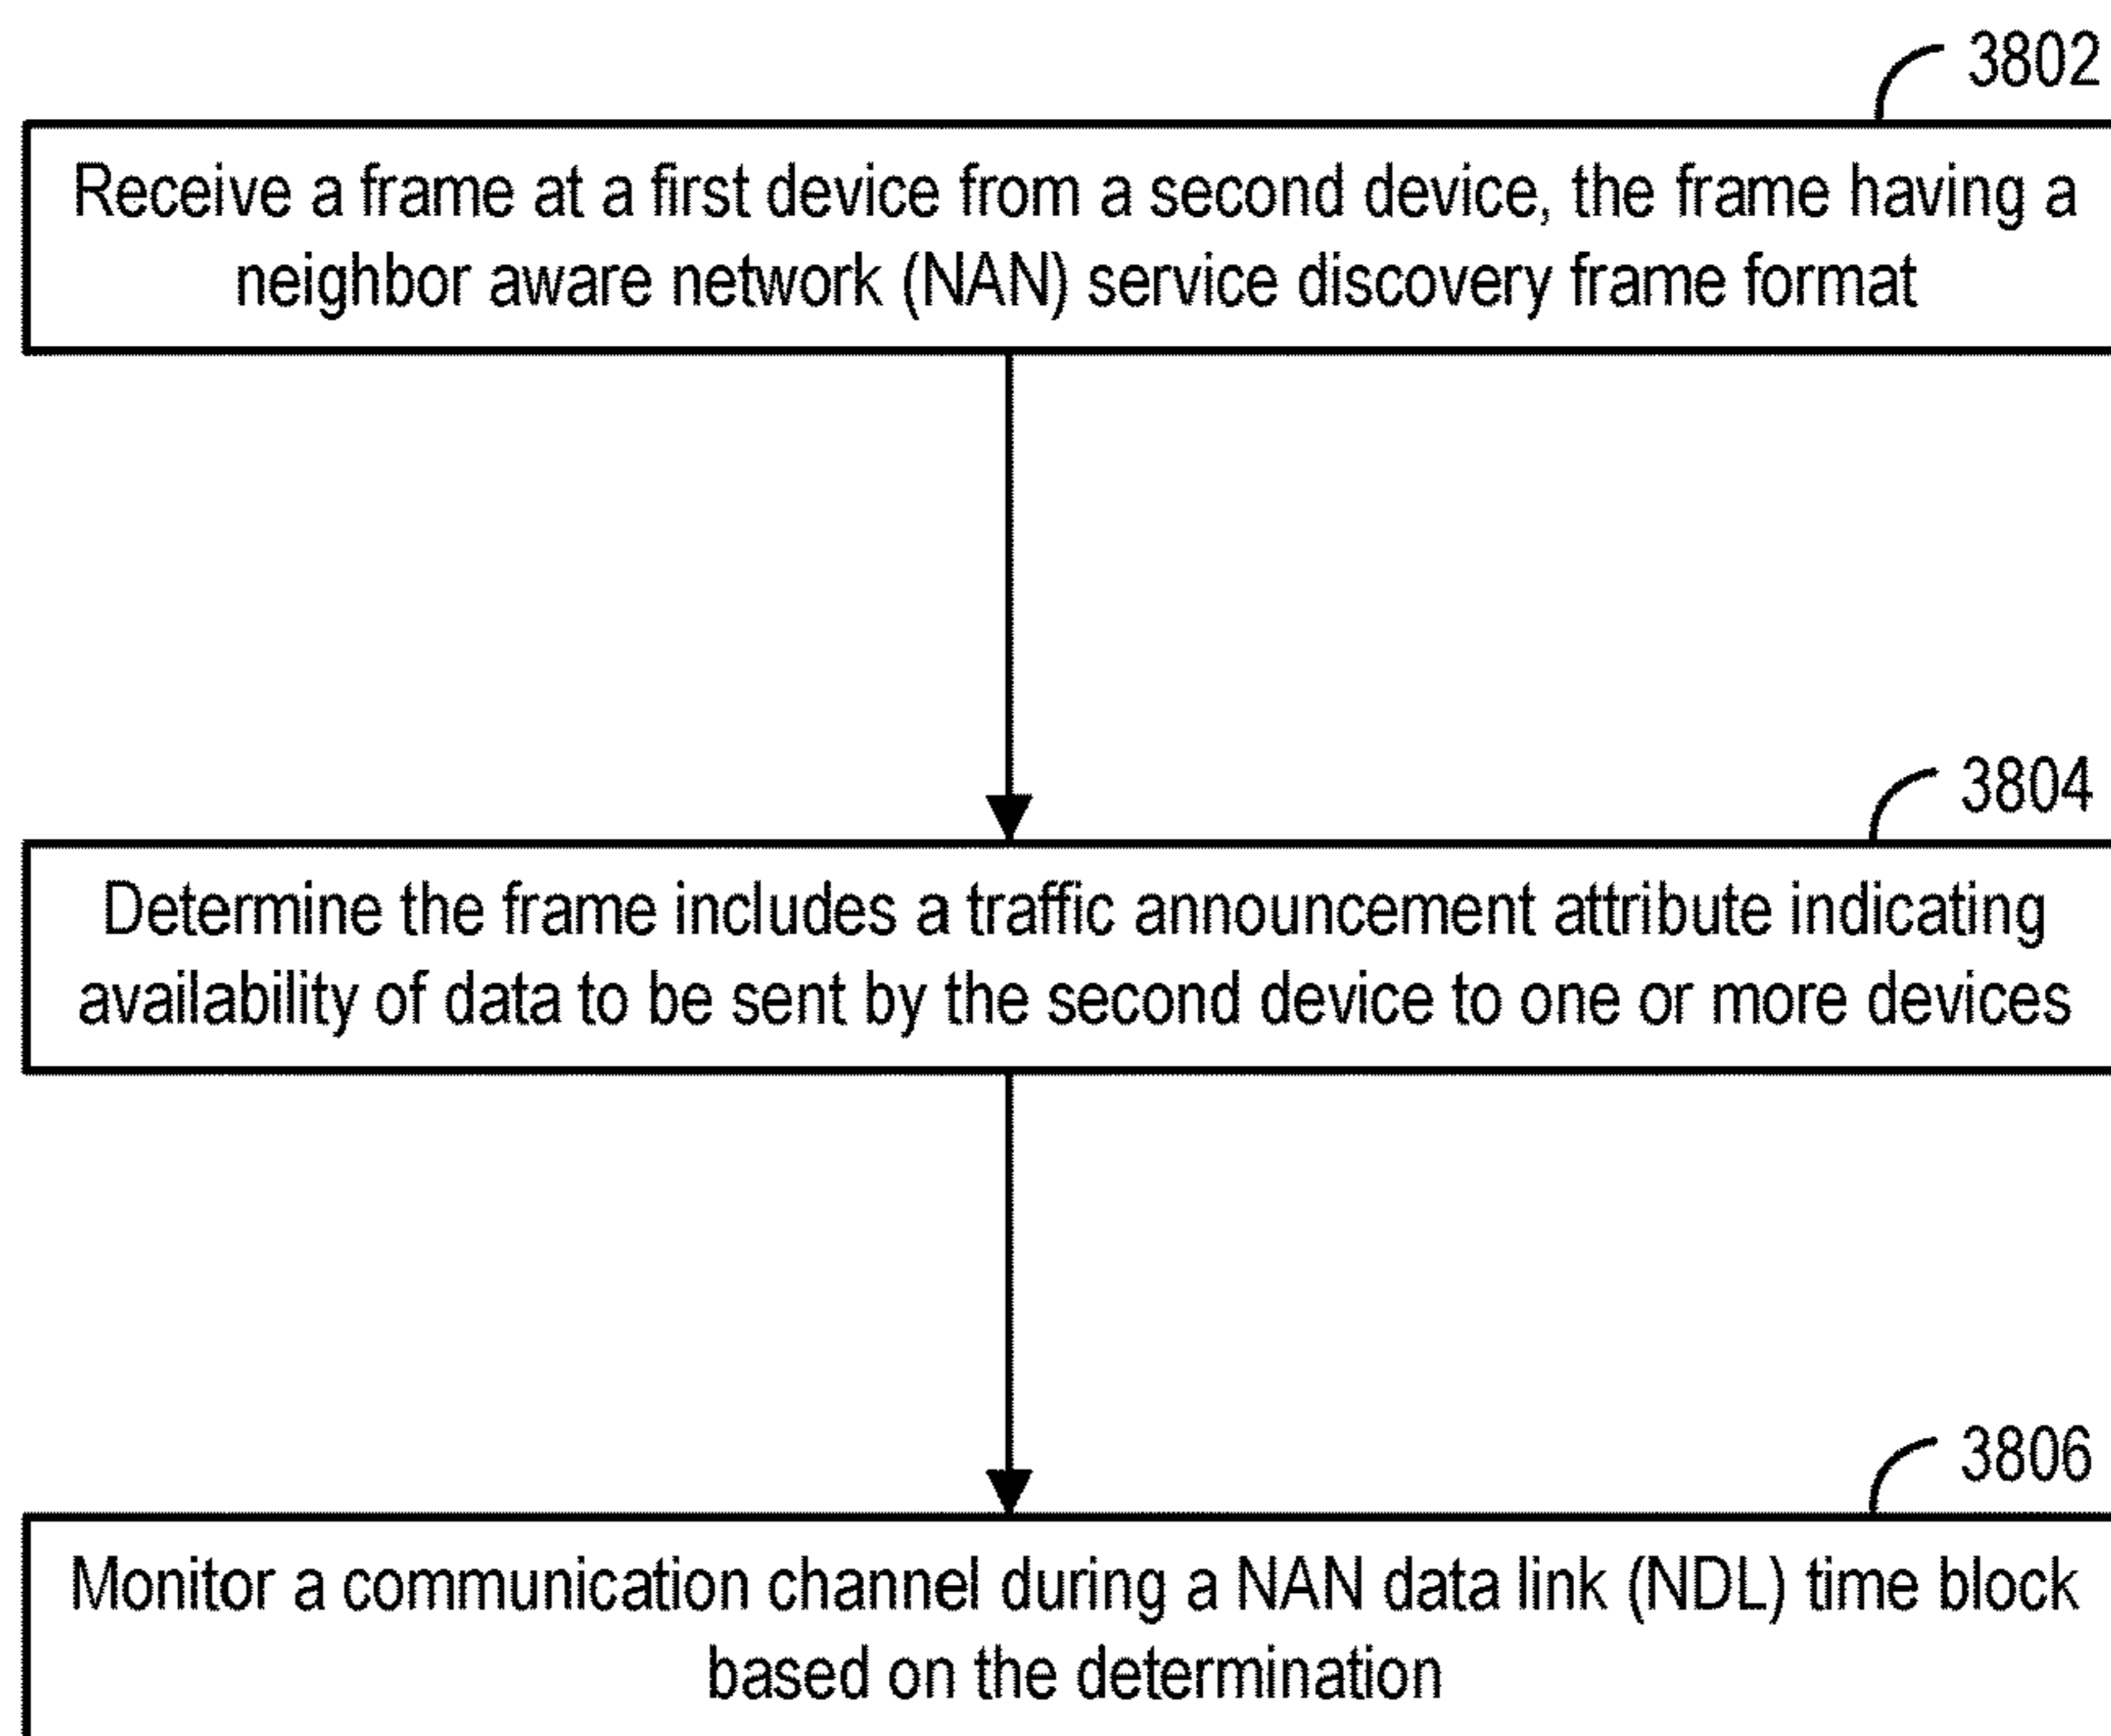 3802
Receive a frame at a first device from a second device, the frame having a
neighbor aware network (NAN) service discovery frame format
3804
Determine the frame includes a traffic announcement attribute indicating
availability of data to be sent by the second device to one or more devices
3806
Monitor a communication channel during a NAN data link (NDL) time block
based on the determination